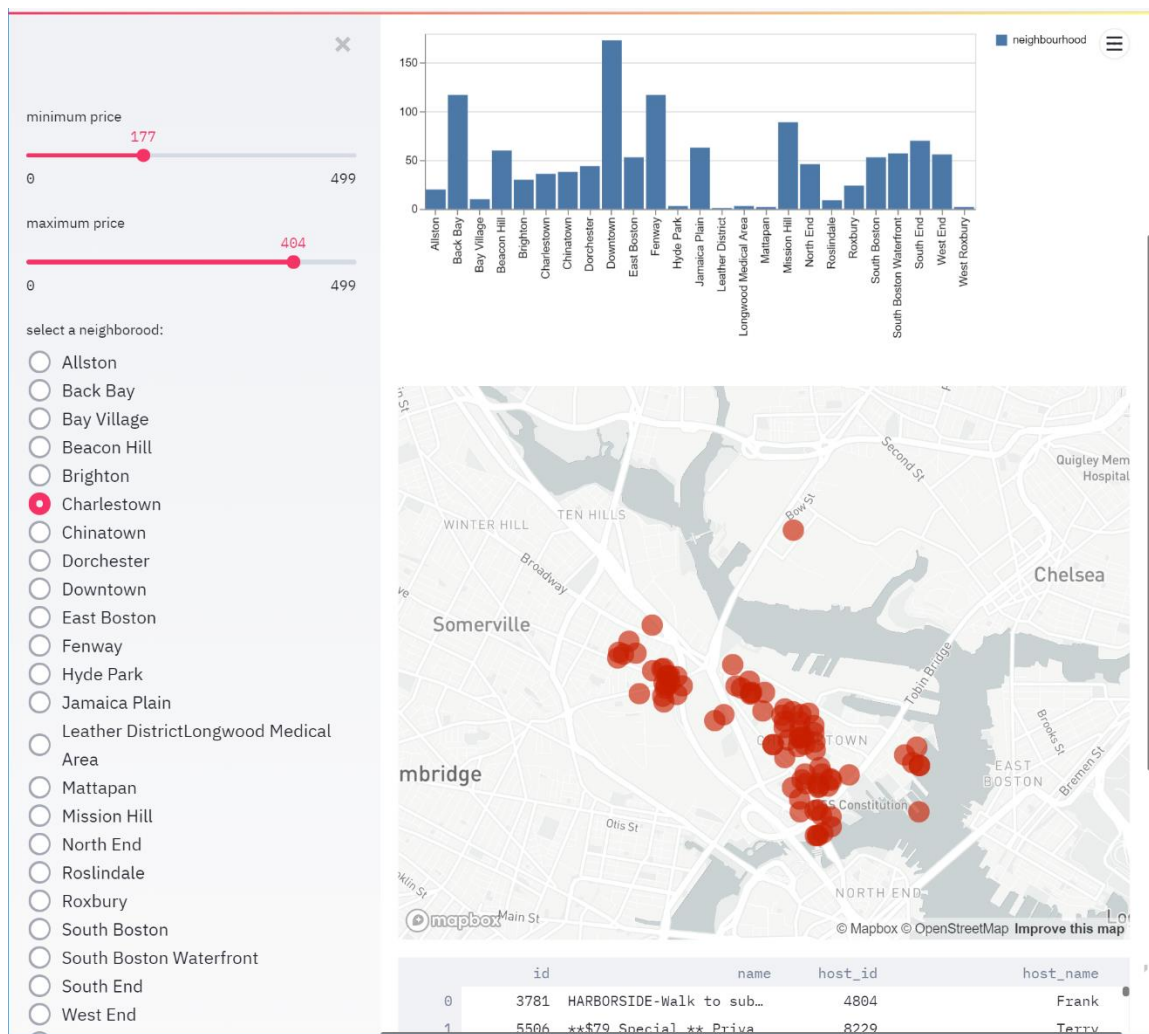 ×
minimum price
177
0 499
maximum price
404
0 499
select a neighborood:
Allston
Back Bay
Bay Village
Beacon Hill
Brighton
Charlestown
Chinatown
Dorchester
Downtown
East Boston
Fenway
Hyde Park
Jamaica Plain
Leather DistrictLongwood Medical
Area
Mattapan
Mission Hill
North End
Roslindale
Roxbury
South Boston
South Boston Waterfront
South End
West End
neighbourhood
150
100
50
0
Allston
Back Bay
Bay Village
Beacon Hill
Brighton
Charlestown
Chinatown
Dorchester
Downtown
East Boston
Fenway
Hyde Park
Jamaica Plain
Leather District
Longwood Medical Area
Mattapan
Mission Hill
North End
Roslindale
Roxbury
South Boston
South Boston Waterfront
South End
West End
West Roxbury
Second St
Quigley Mem
Hospital
Bow St
TEN HILLS
WINTER HILL
Broadway
Chelsea
Somerville
Tobin Bridge
Brooks St
TOWN
EAST
BOSTON
Bremen St
mbridge
Constitution
Otis St
NORTH END
klin St
Main St
mapbox
© Mapbox © OpenStreetMap Improve this map
id name host_id host_name
0 3781 HARBORSIDE-Walk to sub… 4804 Frank
1 5506 **$79 Special ** Priva… 8229 Terry